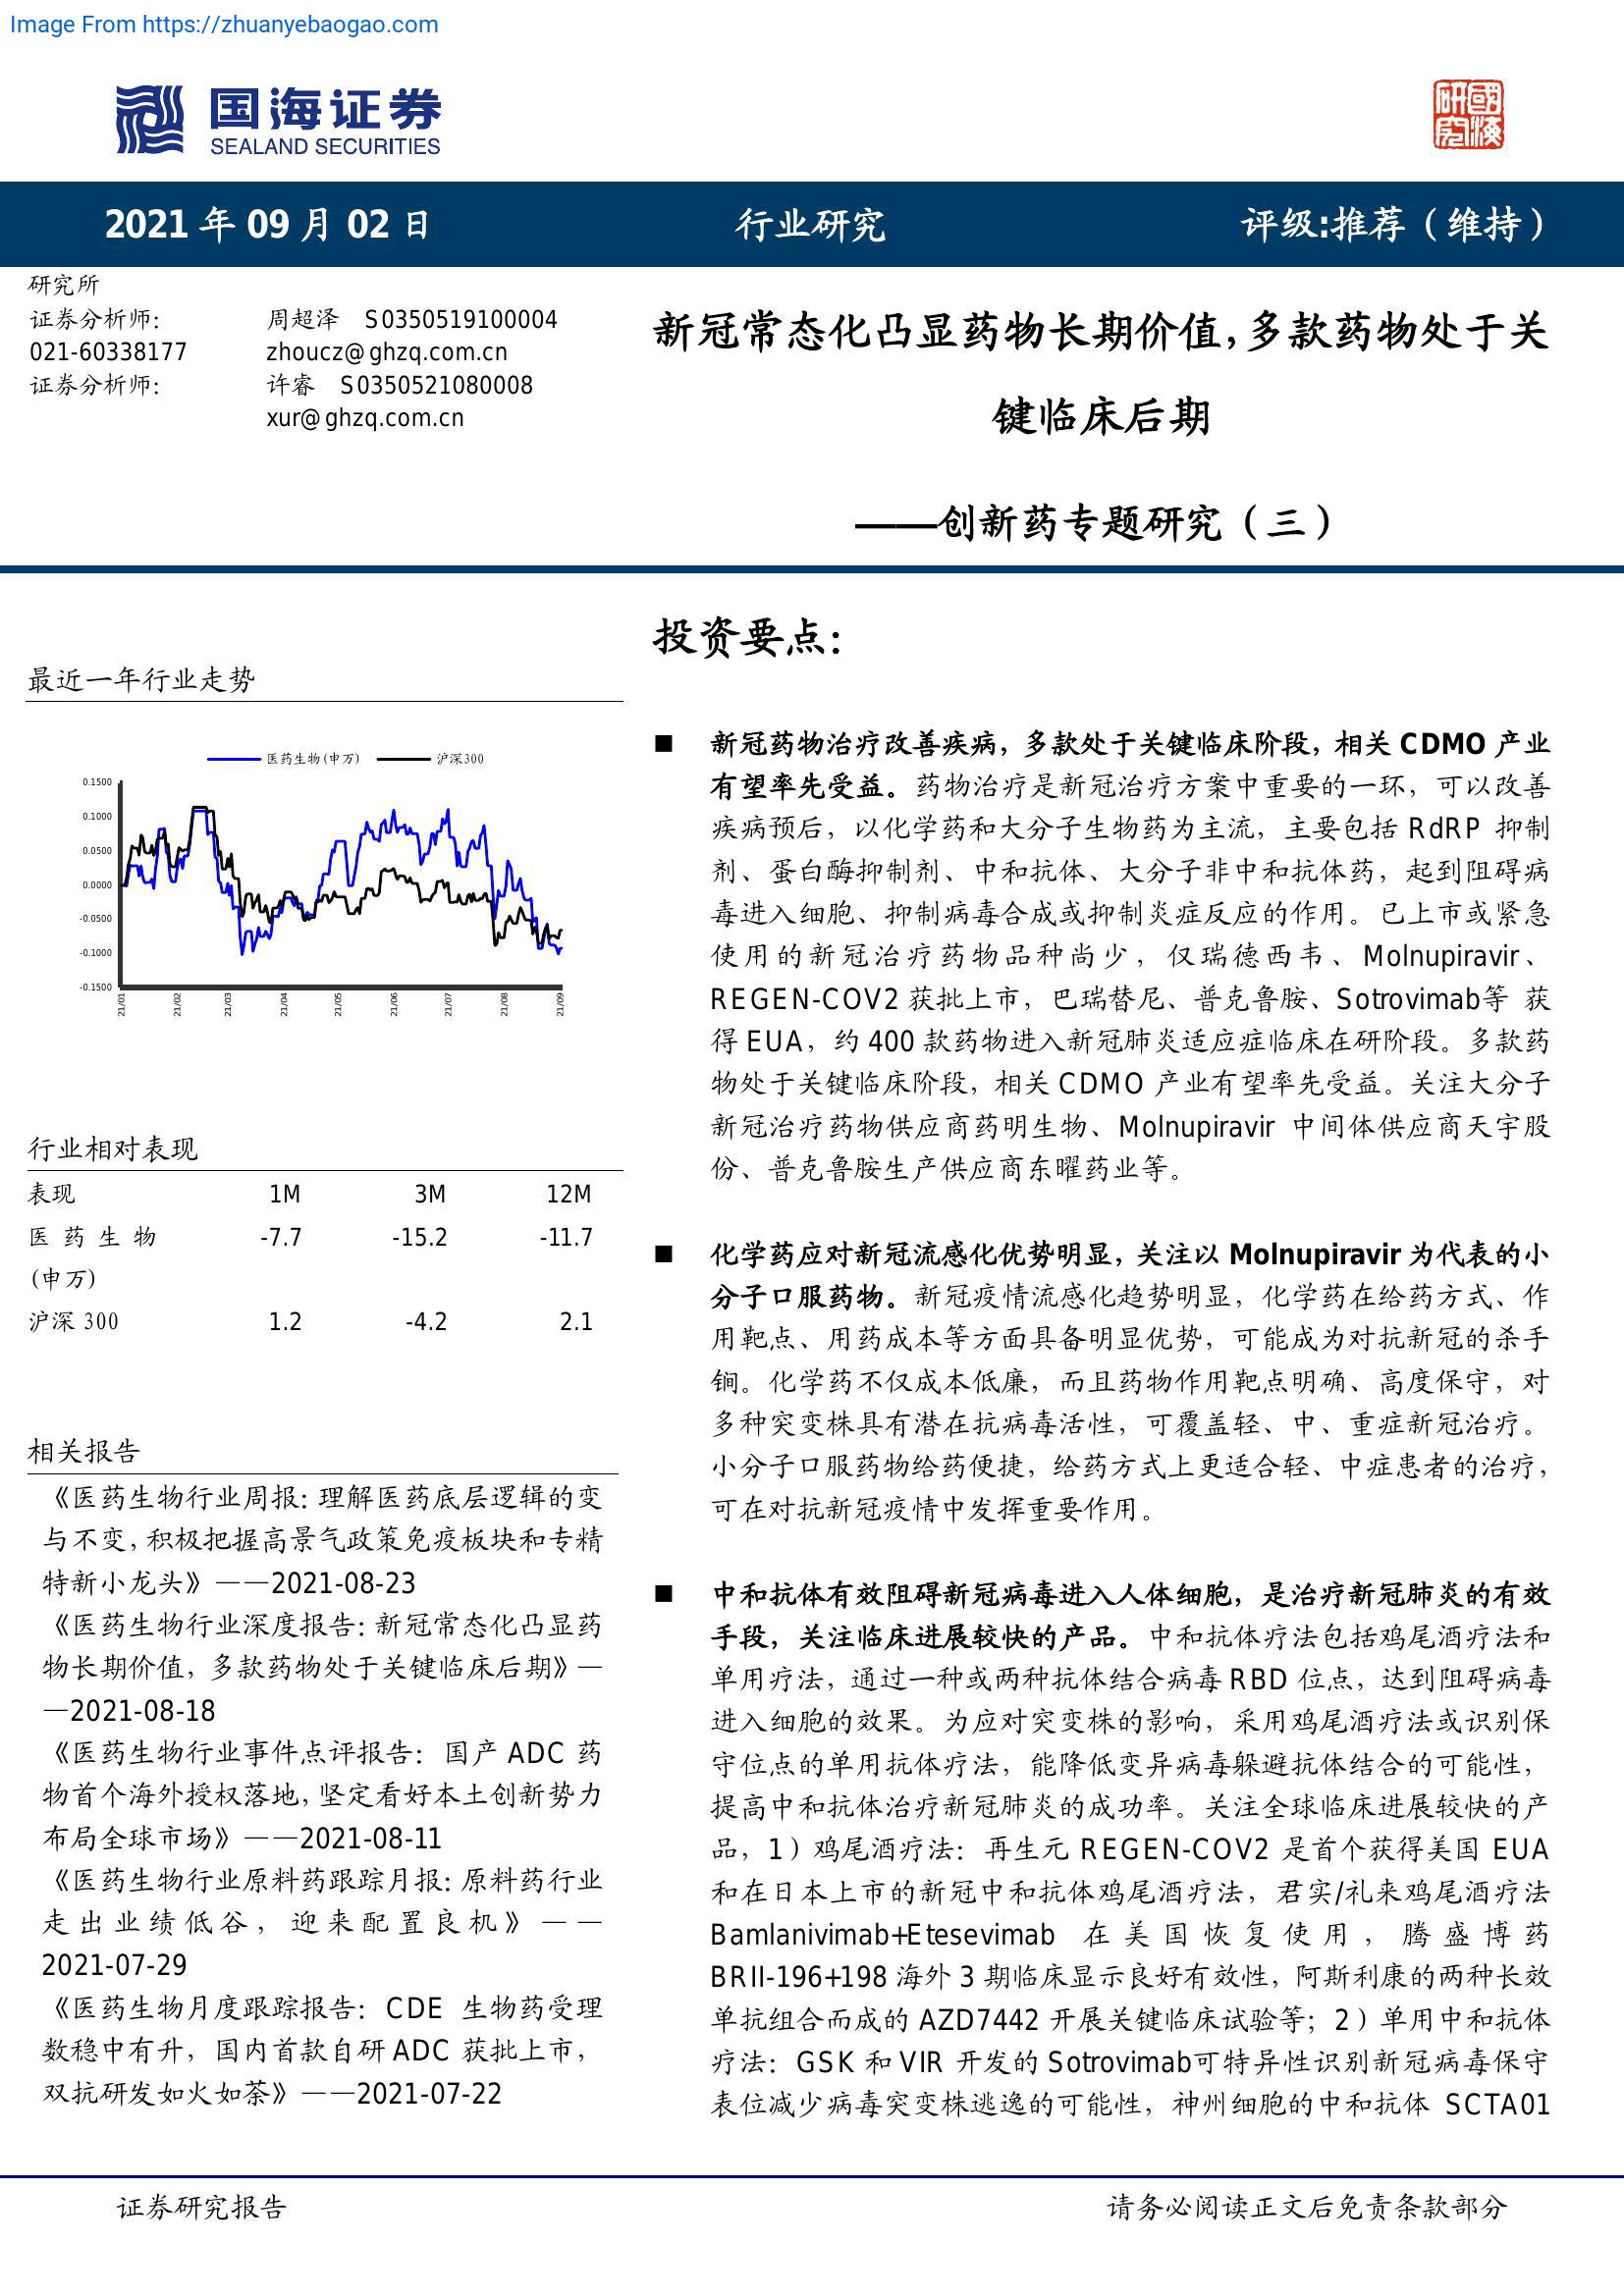 Image From https://zhuanyebaogao.com
国海证券
SEALAND SECURITIES
國海研究
2021 年 09 月 02 日
行业研究
评级:推荐（维持）
研究所
证券分析师：
周超泽 S0350519100004
021-60338177
zhoucz@ghzq.com.cn
证券分析师：
许睿 S0350521080008
xur@ghzq.com.cn
新冠常态化凸显药物长期价值，多款药物处于关
键临床后期
——创新药专题研究（三）
最近一年行业走势
医药生物(申万)
沪深300
0.1500
0.1000
0.0500
0.0000
-0.0500
-0.1000
-0.1500
21/01
21/02
21/03
21/04
21/05
21/06
21/07
21/08
21/09
行业相对表现
表现 1M 3M 12M
医药生物 -7.7 -15.2 -11.7
(申万)
沪深 300 1.2 -4.2 2.1
相关报告
《医药生物行业周报：理解医药底层逻辑的变
与不变，积极把握高景气政策免疫板块和专精
特新小龙头》——2021-08-23
《医药生物行业深度报告：新冠常态化凸显药
物长期价值，多款药物处于关键临床后期》—
—2021-08-18
《医药生物行业事件点评报告：国产 ADC 药
物首个海外授权落地，坚定看好本土创新势力
布局全球市场》——2021-08-11
《医药生物行业原料药跟踪月报：原料药行业
走出业绩低谷，迎来配置良机》——
2021-07-29
《医药生物月度跟踪报告：CDE 生物药受理
数稳中有升，国内首款自研 ADC 获批上市，
双抗研发如火如荼》——2021-07-22
投资要点：
■ 新冠药物治疗改善疾病，多款处于关键临床阶段，相关 CDMO 产业
有望率先受益。药物治疗是新冠治疗方案中重要的一环，可以改善
疾病预后，以化学药和大分子生物药为主流，主要包括 RdRP 抑制
剂、蛋白酶抑制剂、中和抗体、大分子非中和抗体药，起到阻碍病
毒进入细胞、抑制病毒合成或抑制炎症反应的作用。已上市或紧急
使用的新冠治疗药物品种尚少，仅瑞德西韦、Molnupiravir、
REGEN-COV2 获批上市，巴瑞替尼、普克鲁胺、Sotrovimab等 获
得 EUA，约 400 款药物进入新冠肺炎适应症临床在研阶段。多款药
物处于关键临床阶段，相关 CDMO 产业有望率先受益。关注大分子
新冠治疗药物供应商药明生物、Molnupiravir 中间体供应商天宇股
份、普克鲁胺生产供应商东曜药业等。
■ 化学药应对新冠流感化优势明显，关注以 Molnupiravir 为代表的小
分子口服药物。新冠疫情流感化趋势明显，化学药在给药方式、作
用靶点、用药成本等方面具备明显优势，可能成为对抗新冠的杀手
锏。化学药不仅成本低廉，而且药物作用靶点明确、高度保守，对
多种突变株具有潜在抗病毒活性，可覆盖轻、中、重症新冠治疗。
小分子口服药物给药便捷，给药方式上更适合轻、中症患者的治疗，
可在对抗新冠疫情中发挥重要作用。
■ 中和抗体有效阻碍新冠病毒进入人体细胞，是治疗新冠肺炎的有效
手段，关注临床进展较快的产品。中和抗体疗法包括鸡尾酒疗法和
单用疗法，通过一种或两种抗体结合病毒 RBD 位点，达到阻碍病毒
进入细胞的效果。为应对突变株的影响，采用鸡尾酒疗法或识别保
守位点的单用抗体疗法，能降低变异病毒躲避抗体结合的可能性，
提高中和抗体治疗新冠肺炎的成功率。关注全球临床进展较快的产
品，1）鸡尾酒疗法：再生元 REGEN-COV2 是首个获得美国 EUA
和在日本上市的新冠中和抗体鸡尾酒疗法，君实/礼来鸡尾酒疗法
Bamlanivimab+Etesevimab 在美国恢复使用，腾盛博药
BRII-196+198 海外 3 期临床显示良好有效性，阿斯利康的两种长效
单抗组合而成的 AZD7442 开展关键临床试验等；2）单用中和抗体
疗法：GSK 和 VIR 开发的 Sotrovimab可特异性识别新冠病毒保守
表位减少病毒突变株逃逸的可能性，神州细胞的中和抗体 SCTA01
证券研究报告
请务必阅读正文后免责条款部分